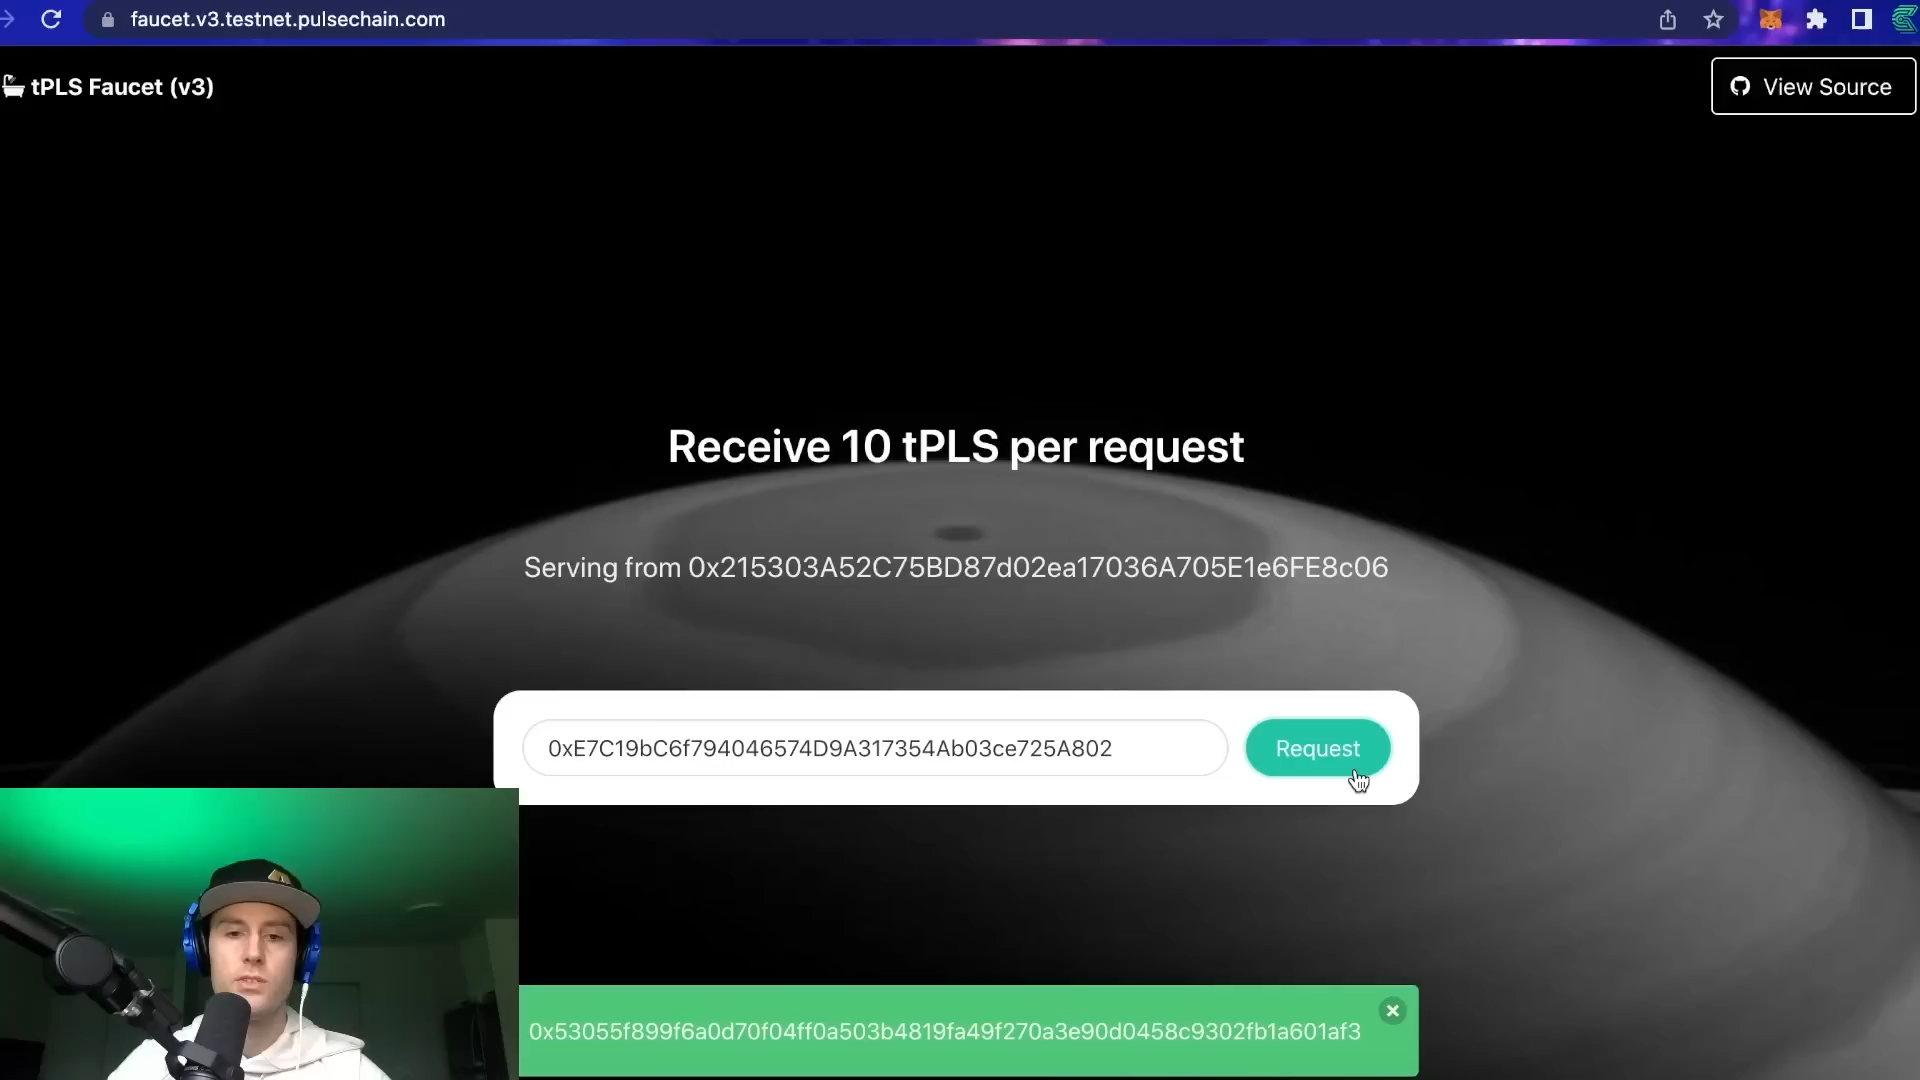 faucet.v3.testnet.pulsechain.com
tPLS Faucet (v3)
View Source
Receive 10 tPLS per request
Serving from 0x215303A52C75BD87d02ea17036A705E1e6FE8c06
0xE7C19bC6f794046574D9A317354Ab03ce725A802
Request
0x53055f899f6a0d70f04ff0a503b4819fa49f270a3e90d0458c9302fb1a601af3